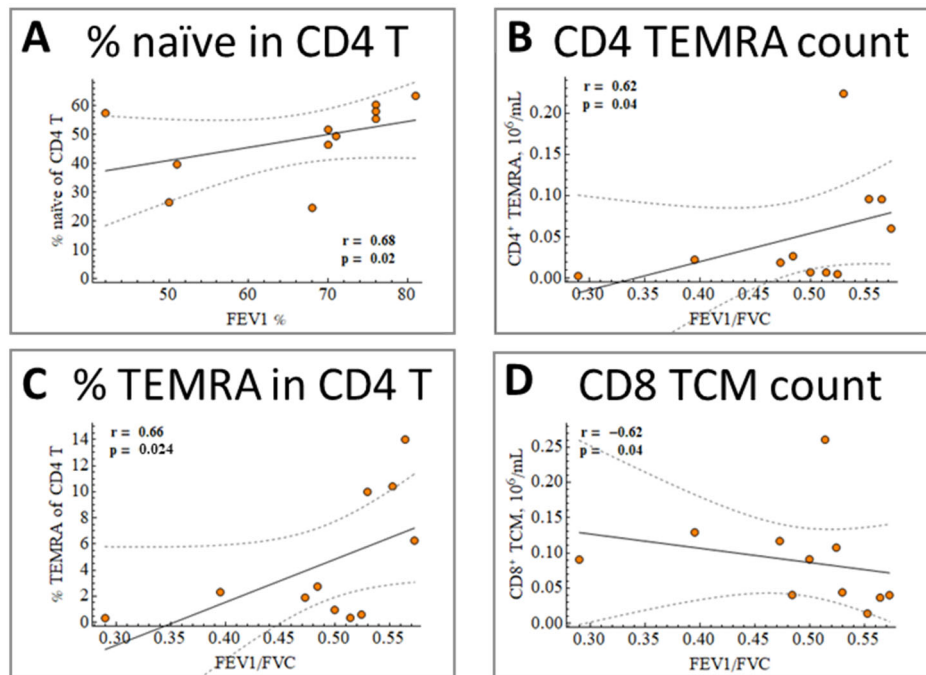 A % naïve in CD4 T
% naïve of CD4 T
60
50
40
30
20
10
0
r = 0.68
p = 0.02
50 60 70 80
FEV1 %
B CD4 TEMRA count
CD4+ TEMRA, 10^6/mL
r = 0.62
p = 0.04
0.20
0.15
0.10
0.05
0.00
0.30 0.35 0.40 0.45 0.50 0.55
FEV1/FVC
C % TEMRA in CD4 T
% TEMRA of CD4 T
r = 0.66
p = 0.024
14
12
10
8
6
4
2
0
0.30 0.35 0.40 0.45 0.50 0.55
FEV1/FVC
D CD8 TCM count
CD8+ TCM, 10^6/mL
r = −0.62
p = 0.04
0.25
0.20
0.15
0.10
0.05
0.00
0.30 0.35 0.40 0.45 0.50 0.55
FEV1/FVC